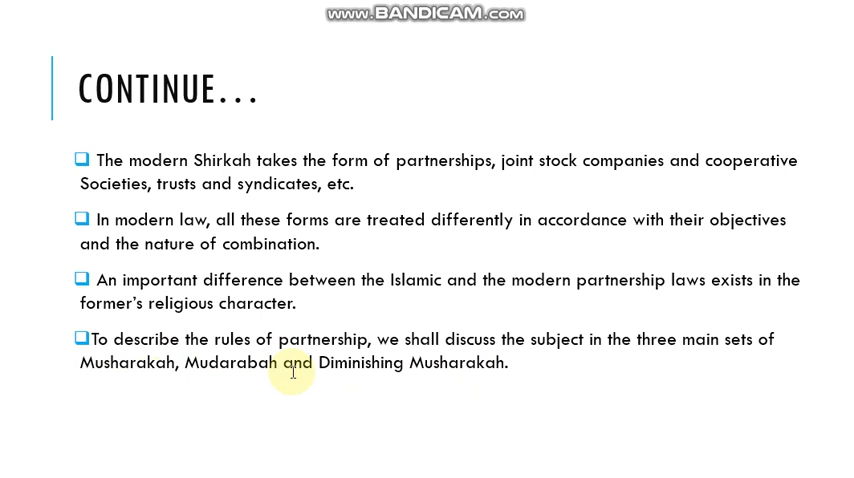 www.BANDICAM.com
CONTINUE...
The modern Shirkah takes the form of partnerships, joint stock companies and cooperative
Societies, trusts and syndicates, etc.
In modern law, all these forms are treated differently in accordance with their objectives
and the nature of combination.
An important difference between the Islamic and the modern partnership laws exists in the
former's religious character.
To describe the rules of partnership, we shall discuss the subject in the three main sets of
Musharakah, Mudarabah and Diminishing Musharakah.